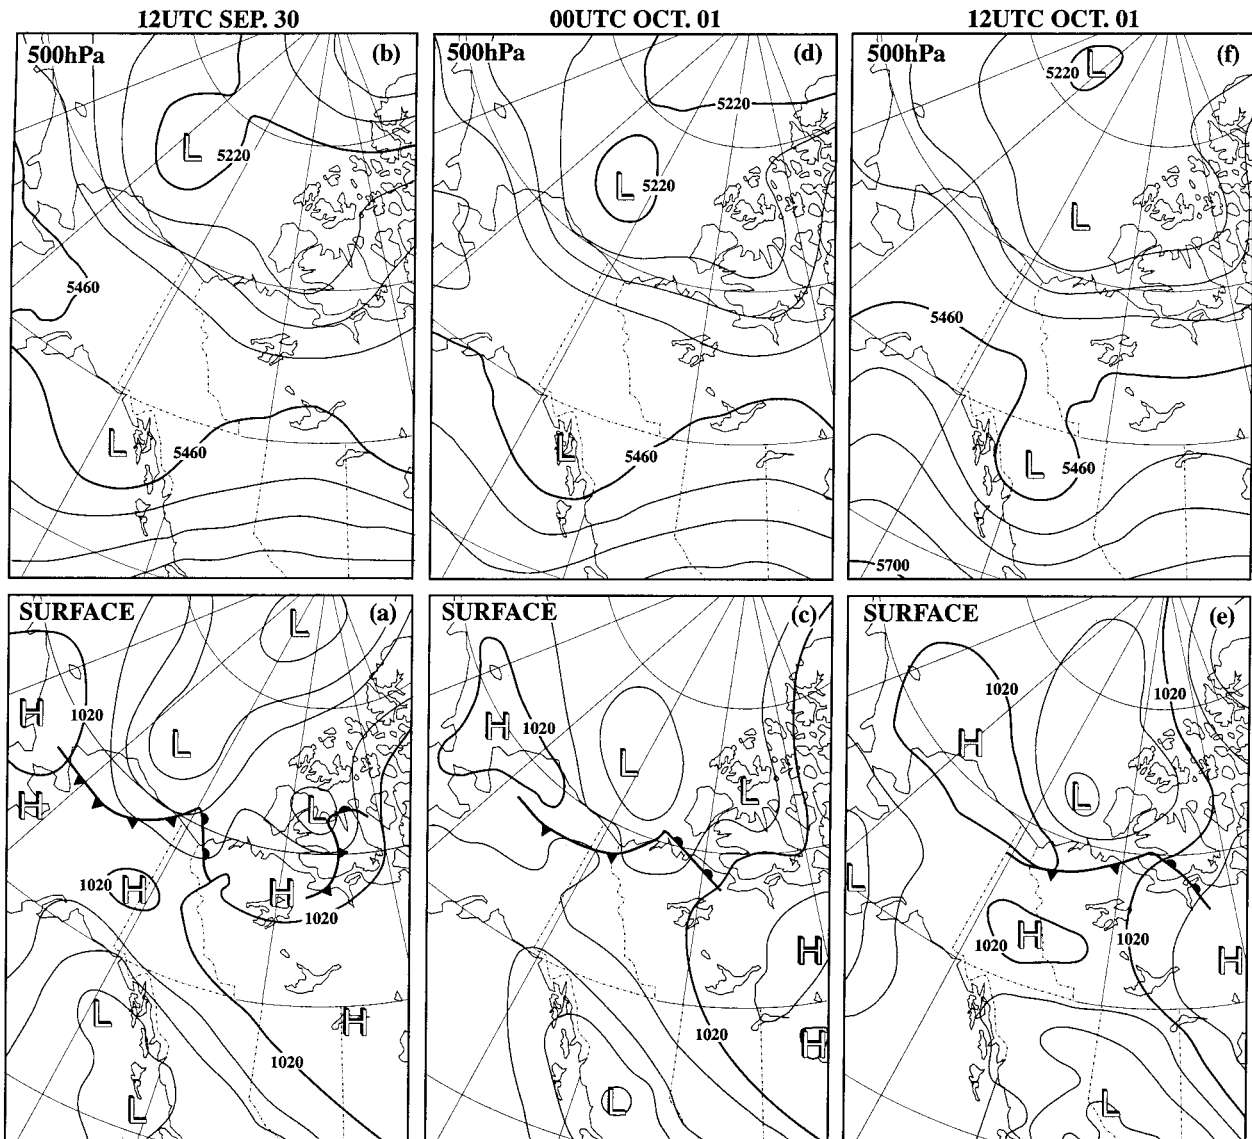 12UTC SEP. 30
00UTC OCT. 01
12UTC OCT. 01
500hPa
(b)
L
5220
5460
L
5460
500hPa
(d)
5220
L
5220
L
5460
500hPa
(f)
5220
L
L
5460
L
5460
5700
SURFACE
(a)
L
H
1020
L
H
L
1020
H
H
1020
L
H
1020
L
SURFACE
(c)
H
1020
L
L
H
1020
H
L
SURFACE
(e)
1020
1020
H
L
L
1020
H
1020
H
L